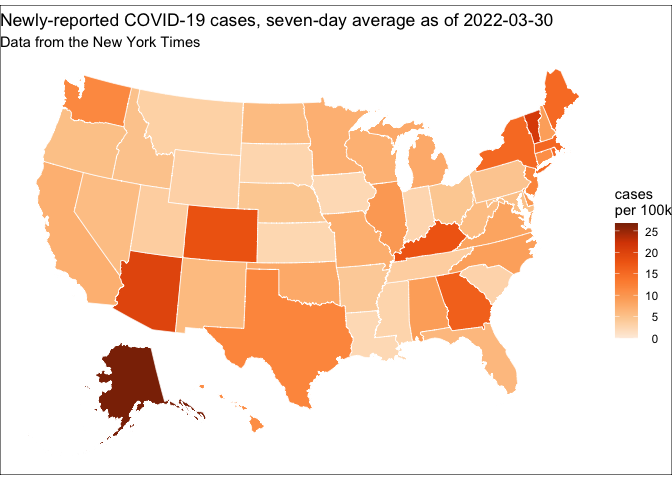 Newly-reported COVID-19 cases, seven-day average as of 2022-03-30
Data from the New York Times
cases
per 100k
25
20
15
10
5
0